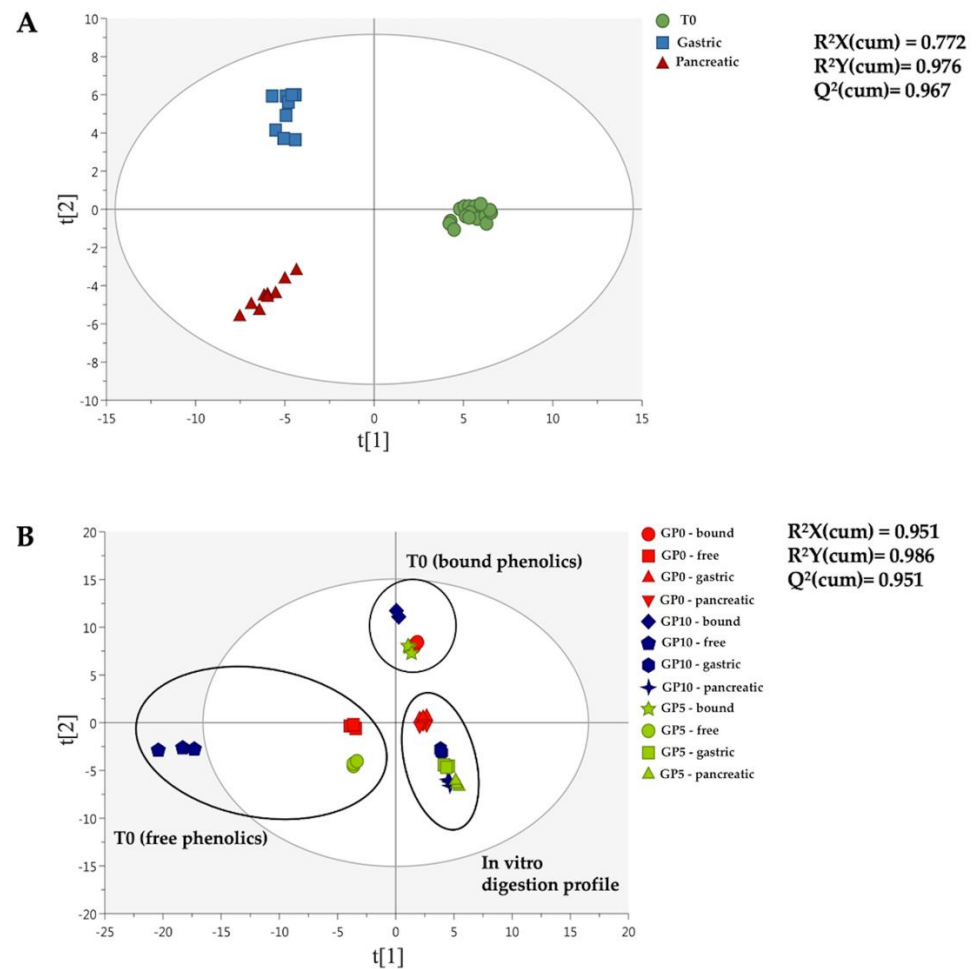 A
T0
Gastric
Pancreatic
R²X(cum) = 0.772
R²Y(cum) = 0.976
Q²(cum)= 0.967
10
8
6
4
2
0
-2
-4
-6
-8
-10
t[2]
-15
-10
-5
0
5
10
15
t[1]
B
GP0 - bound
GP0 - free
GP0 - gastric
GP0 - pancreatic
GP10 - bound
GP10 - free
GP10 - gastric
GP10 - pancreatic
GP5 - bound
GP5 - free
GP5 - gastric
GP5 - pancreatic
R²X(cum) = 0.951
R²Y(cum)= 0.986
Q²(cum)= 0.951
T0 (bound phenolics)
T0 (free phenolics)
In vitro
digestion profile
20
15
10
5
0
-5
-10
-15
-20
t[2]
-25
-20
-15
-10
-5
0
5
10
15
20
t[1]